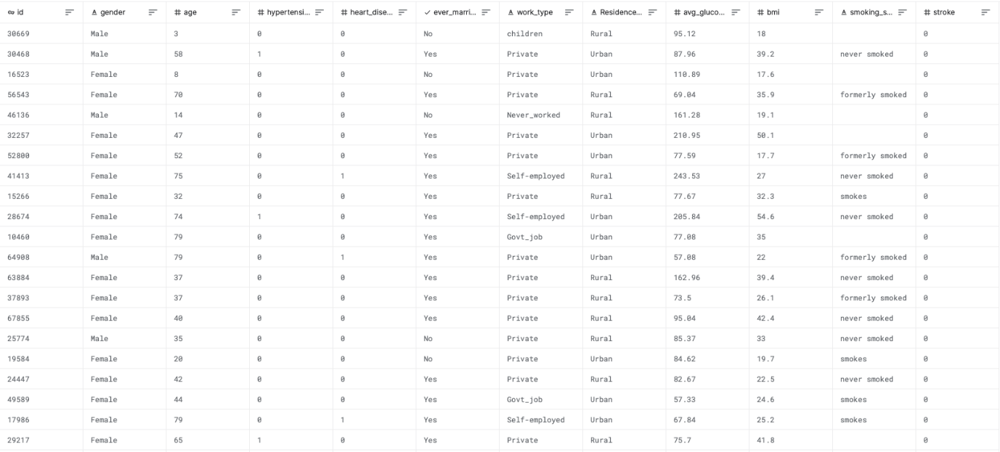 id gender age hypertensi... heart_dise... ever_marri... work_type Residence... avg_gluco... bmi smoking_s... stroke
30669 Male 3 0 0 No children Rural 95.12 18 0
30468 Male 58 1 0 Yes Private Urban 87.96 39.2 never smoked 0
16523 Female 8 0 0 No Private Urban 110.89 17.6 0
56543 Female 70 0 0 Yes Private Rural 69.04 35.9 formerly smoked 0
46136 Male 14 0 0 No Never_worked Rural 161.28 19.1 0
32257 Female 47 0 0 Yes Private Urban 210.95 50.1 0
52800 Female 52 0 0 Yes Private Urban 77.59 17.7 formerly smoked 0
41413 Female 75 0 1 Yes Self-employed Rural 243.53 27 never smoked 0
15266 Female 32 0 0 Yes Private Rural 77.67 32.3 smokes 0
28674 Female 74 1 0 Yes Self-employed Urban 205.84 54.6 never smoked 0
10460 Female 79 0 0 Yes Govt_job Urban 77.08 35 0
64908 Male 79 0 1 Yes Private Urban 57.08 22 formerly smoked 0
63884 Female 37 0 0 Yes Private Rural 162.96 39.4 never smoked 0
37893 Female 37 0 0 Yes Private Rural 73.5 26.1 formerly smoked 0
67855 Female 40 0 0 Yes Private Rural 95.04 42.4 never smoked 0
25774 Male 35 0 0 No Private Rural 85.37 33 never smoked 0
19584 Female 20 0 0 No Private Urban 84.62 19.7 smokes 0
24447 Female 42 0 0 Yes Private Rural 82.67 22.5 never smoked 0
49589 Female 44 0 0 Yes Govt_job Urban 57.33 24.6 smokes 0
17986 Female 79 0 1 Yes Self-employed Urban 67.84 25.2 smokes 0
29217 Female 65 1 0 Yes Private Rural 75.7 41.8 0